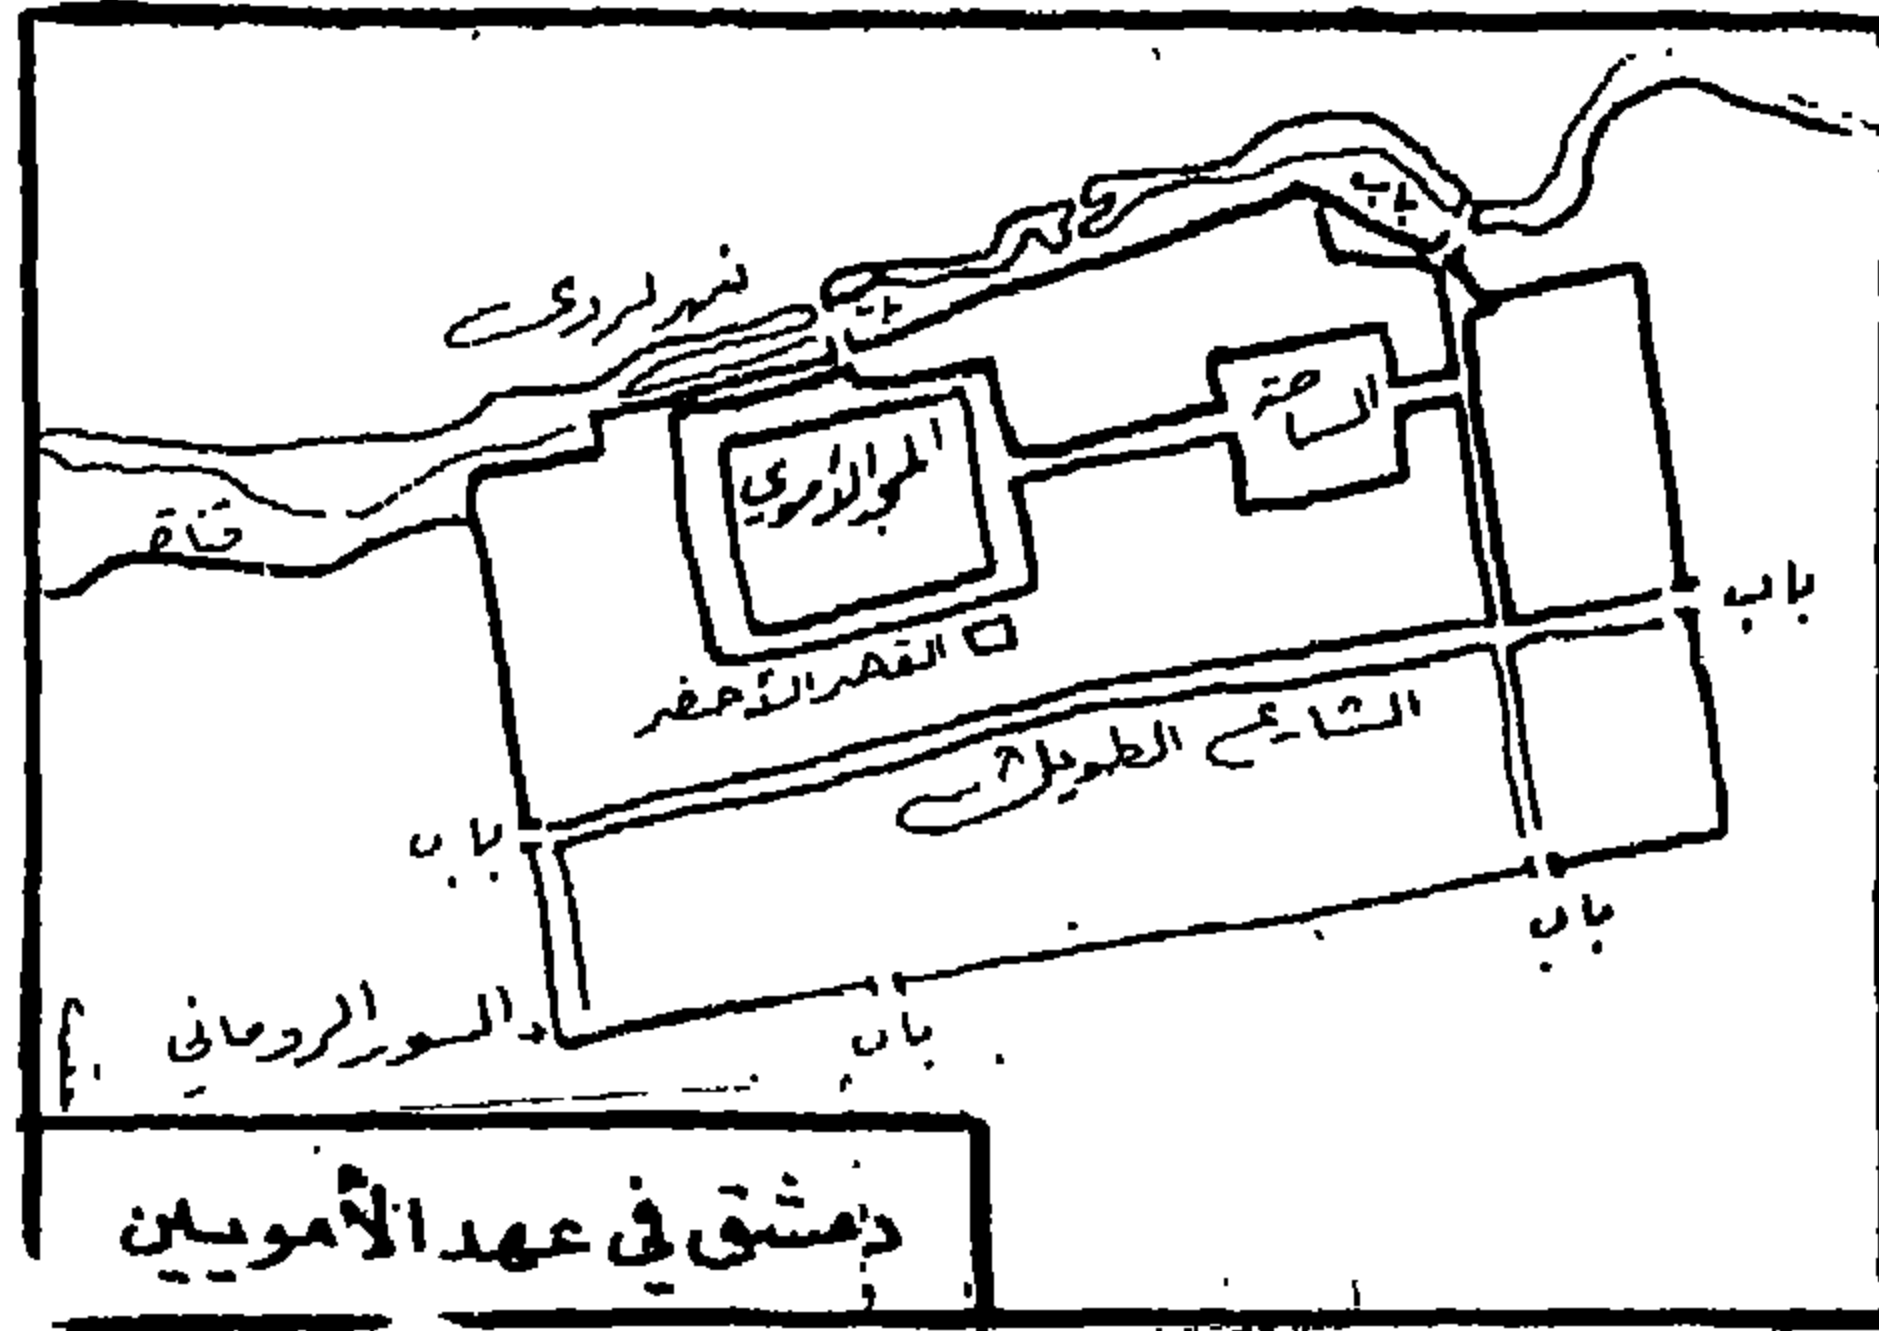 باب
نهر بردى
باب
الساحة
المسجد الأموي
قناة
باب
القصر الأخضر
الشارع الطويل
باب
باب
السور الروماني
باب
دمشق في عهد الأمويين